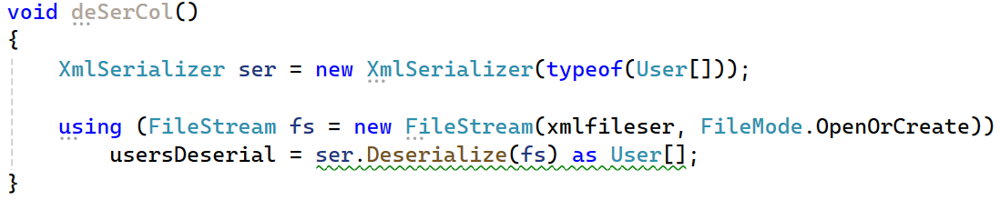 void deSerCol()
{
XmlSerializer ser = new XmlSerializer(typeof(User[]));
using (FileStream fs = new FileStream(xmlfileser, FileMode.OpenOrCreate))
usersDeserial = ser.Deserialize(fs) as User[];
}